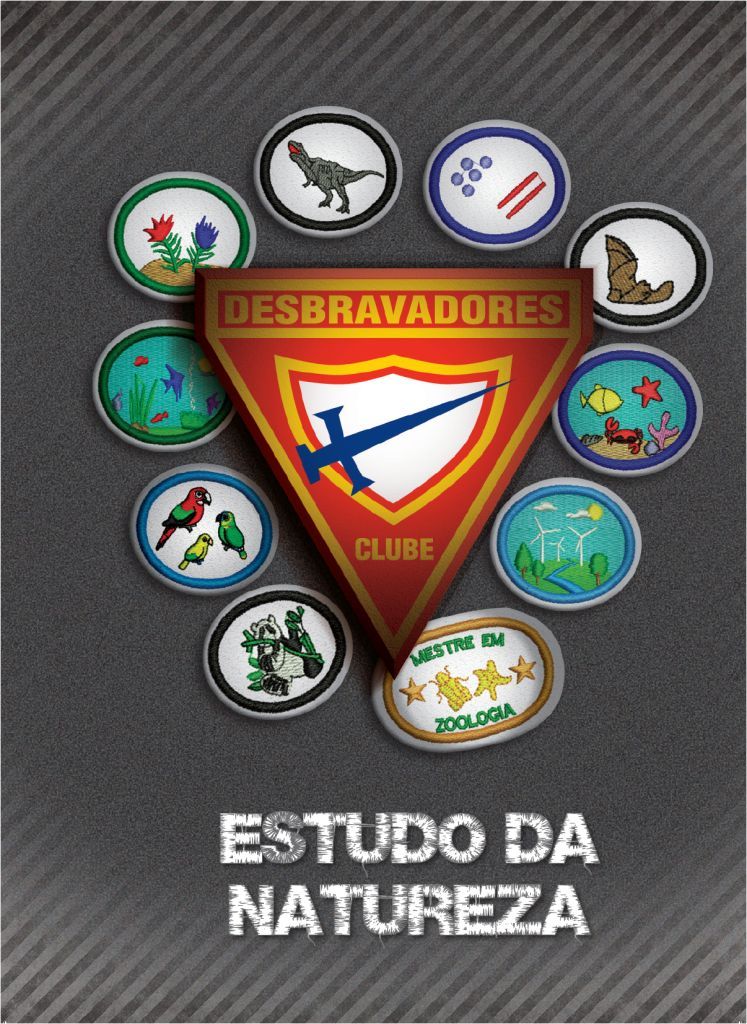 DESBRAVADORES
CLUBE
MESTRE EM
ZOOLOGIA
ESTUDO DA
NATUREZA